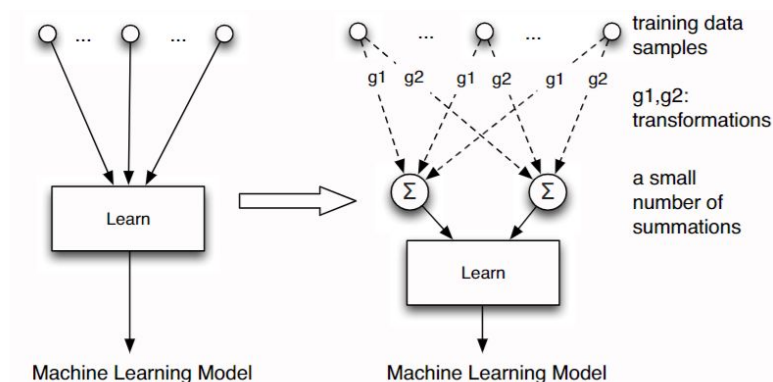 ... ...
Learn
Machine Learning Model
... ...
training data
samples
g1 g2 g1 g2 g1 g2
g1,g2:
transformations
Σ Σ
a small
number of
summations
Learn
Machine Learning Model